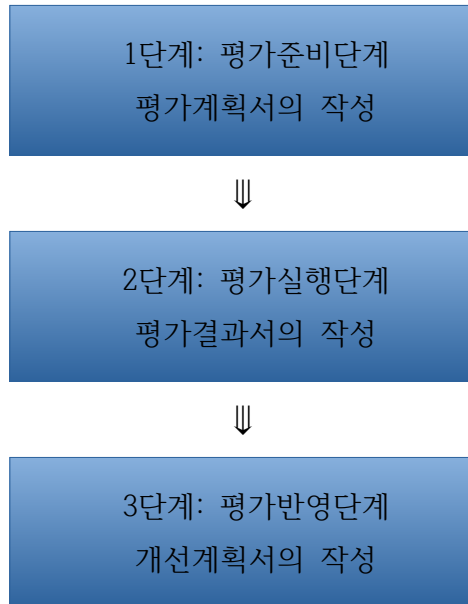 1단계: 평가준비단계
평가계획서의 작성
⇓
2단계: 평가실행단계
평가결과서의 작성
⇓
3단계: 평가반영단계
개선계획서의 작성